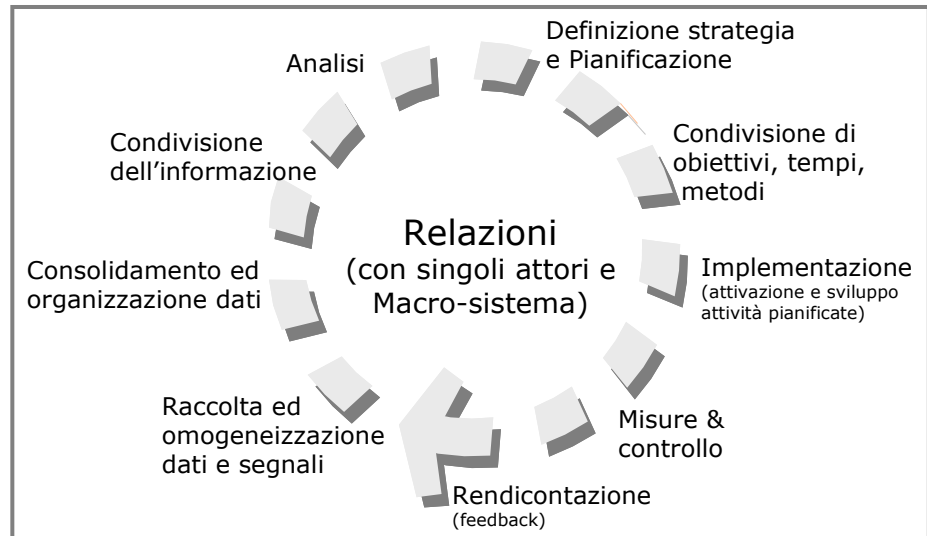 Definizione strategia
e Pianificazione
Analisi
Condivisione di
obiettivi, tempi,
metodi
Condivisione
dell'informazione
Relazioni
(con singoli attori e
Macro-sistema)
Consolidamento ed
organizzazione dati
Implementazione
(attivazione e sviluppo
attività pianificate)
Raccolta ed
omogeneizzazione
dati e segnali
Misure &
controllo
Rendicontazione
(feedback)